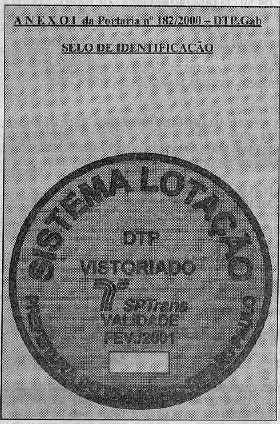 A N E X O I da Portaria nº 182/2000 – DTP.Gab
SELO DE IDENTIFICAÇÃO
SISTEMA LOTAÇÃO
DTP
VISTORIADO
SPTrans
VALIDADE
FEV./2001